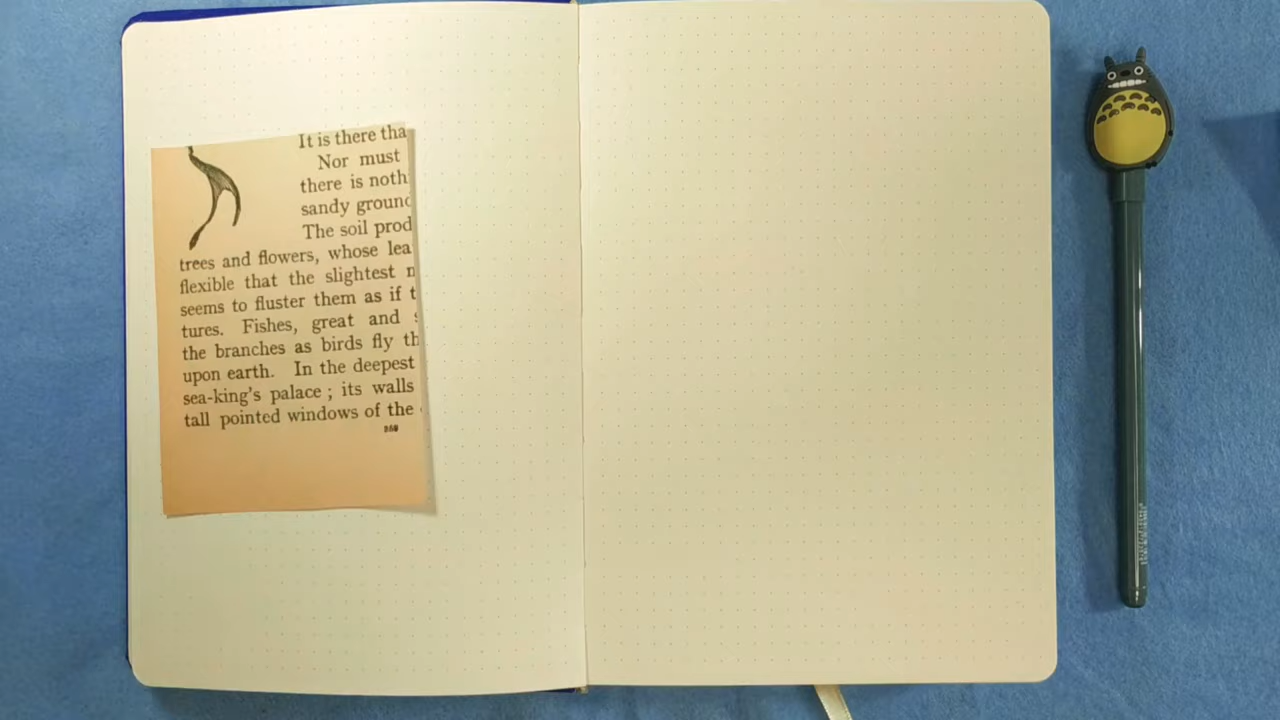 It is there tha
Nor must
there is noth
sandy ground
The soil prod
trees and flowers, whose lea
flexible that the slightest
seems to fluster them as if t
tures. Fishes, great and
the branches as birds fly th
upon earth. In the deepest
sea-king's palace ; its walls
tall pointed windows of the